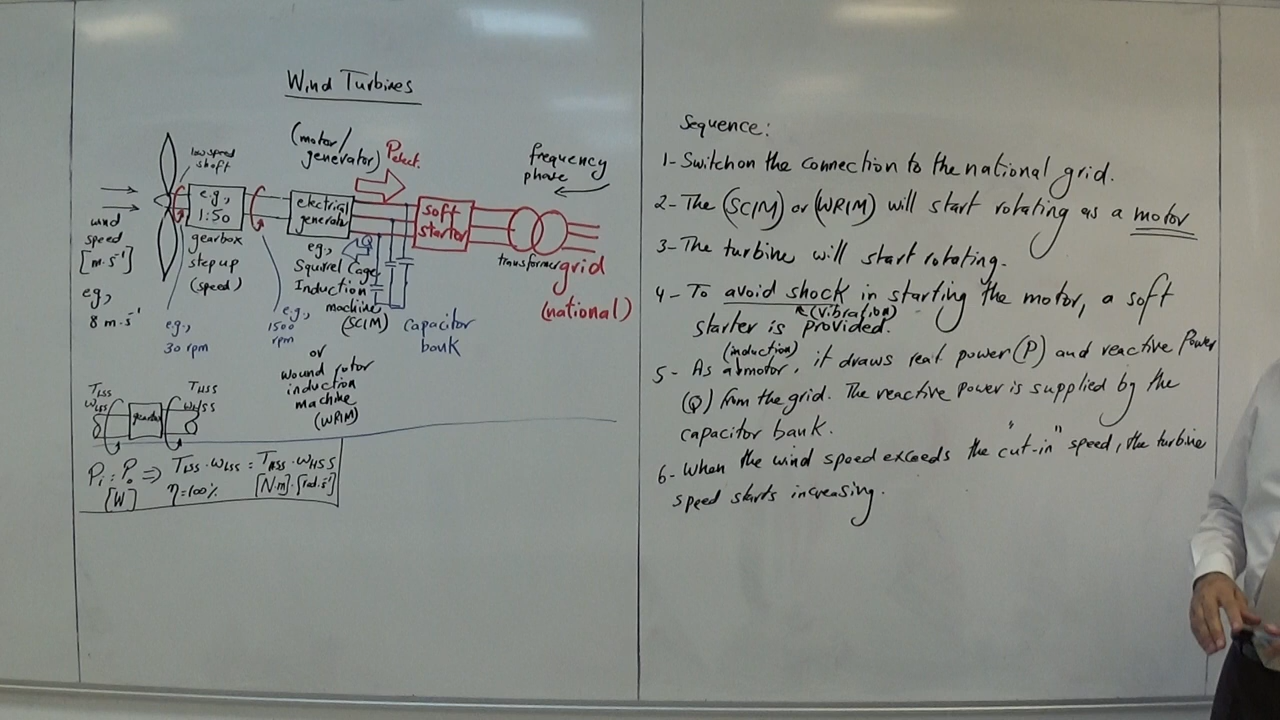 Wind Turbines
(motor/
generator)
Pelect.
frequency
phase
low speed
shaft
wind
speed
[m·s⁻¹]
eg,
8 m·s⁻¹
e.g,
1:50
gearbox
step up
(speed)
electrical
generator
soft
starter
transformer
grid
(national)
Q
eg.,
Squirrel Cage
Induction
machine
(SCIM)
or
wound rotor
induction
machine
(WRIM)
capacitor
bank
e.g.,
30 rpm
e.g.,
1500
rpm
TLSS
ωLSS
gearbox
THSS
ωHSS
Pi = Po ⇒ TLSS · ωLSS = THSS · ωHSS
[W] η=100% [N·m]·[rad·s⁻¹]
Sequence:
1- Switch on the connection to the national grid.
2- The (SCIM) or (WRIM) will start rotating as a motor
3- The turbine will start rotating.
4- To avoid shock in starting the motor, a soft
(vibration)
starter is provided.
(induction)
5- As a motor, it draws real power (P) and reactive Power
(Q) from the grid. The reactive power is supplied by the
capacitor bank.
6- When the wind speed exceeds the "cut-in" speed, the turbine
speed starts increasing.